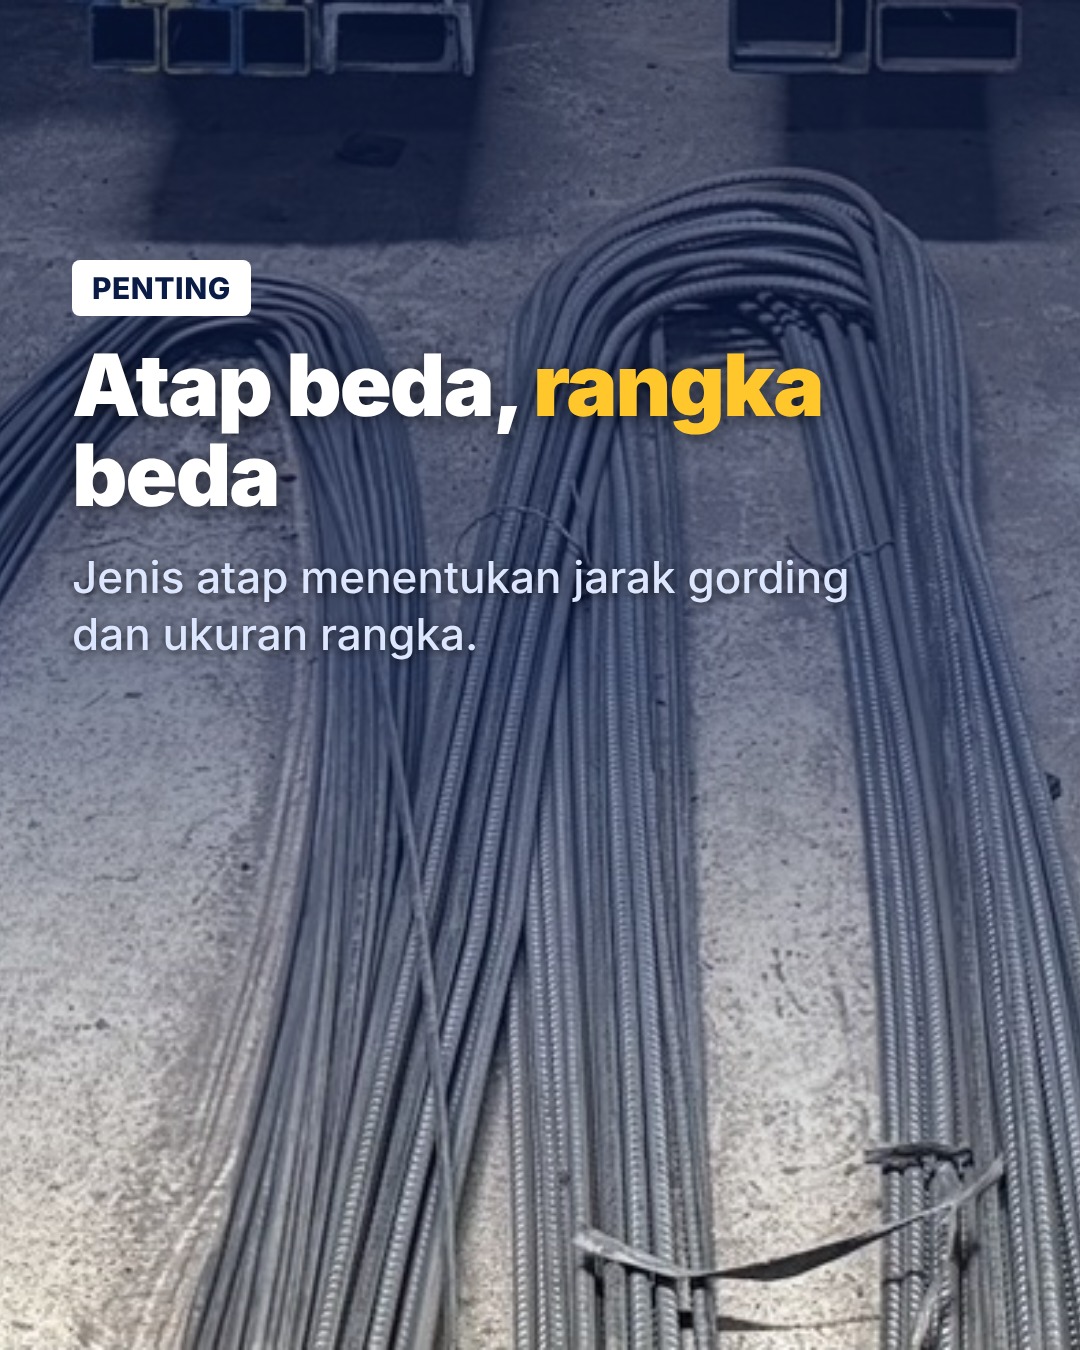 PENTING
Atap beda, rangka
beda
Jenis atap menentukan jarak gording
dan ukuran rangka.